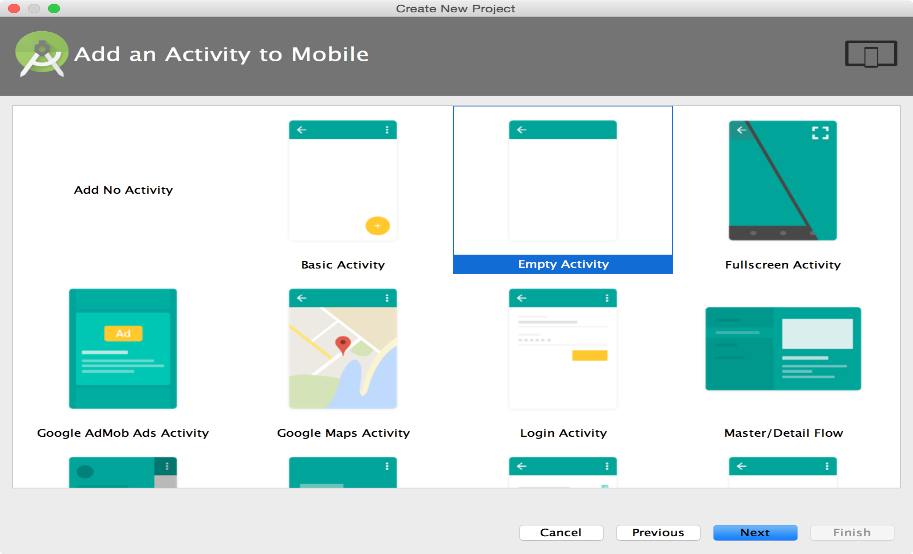 Create New Project
Add an Activity to Mobile
Add No Activity
Basic Activity
Empty Activity
Fullscreen Activity
Ad
Google AdMob Ads Activity
Google Maps Activity
Login Activity
Master/Detail Flow
Cancel
Previous
Next
Finish